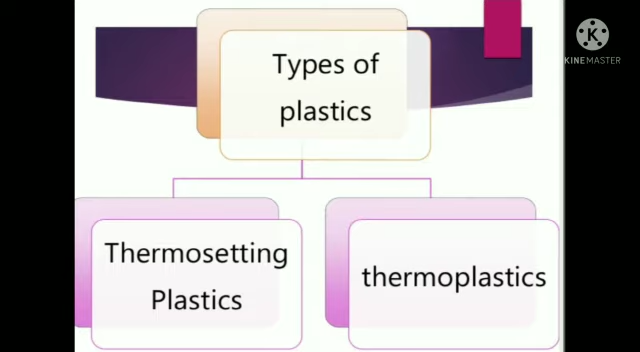 Types of
plastics
K
KINEMASTER
Thermosetting
Plastics
thermoplastics